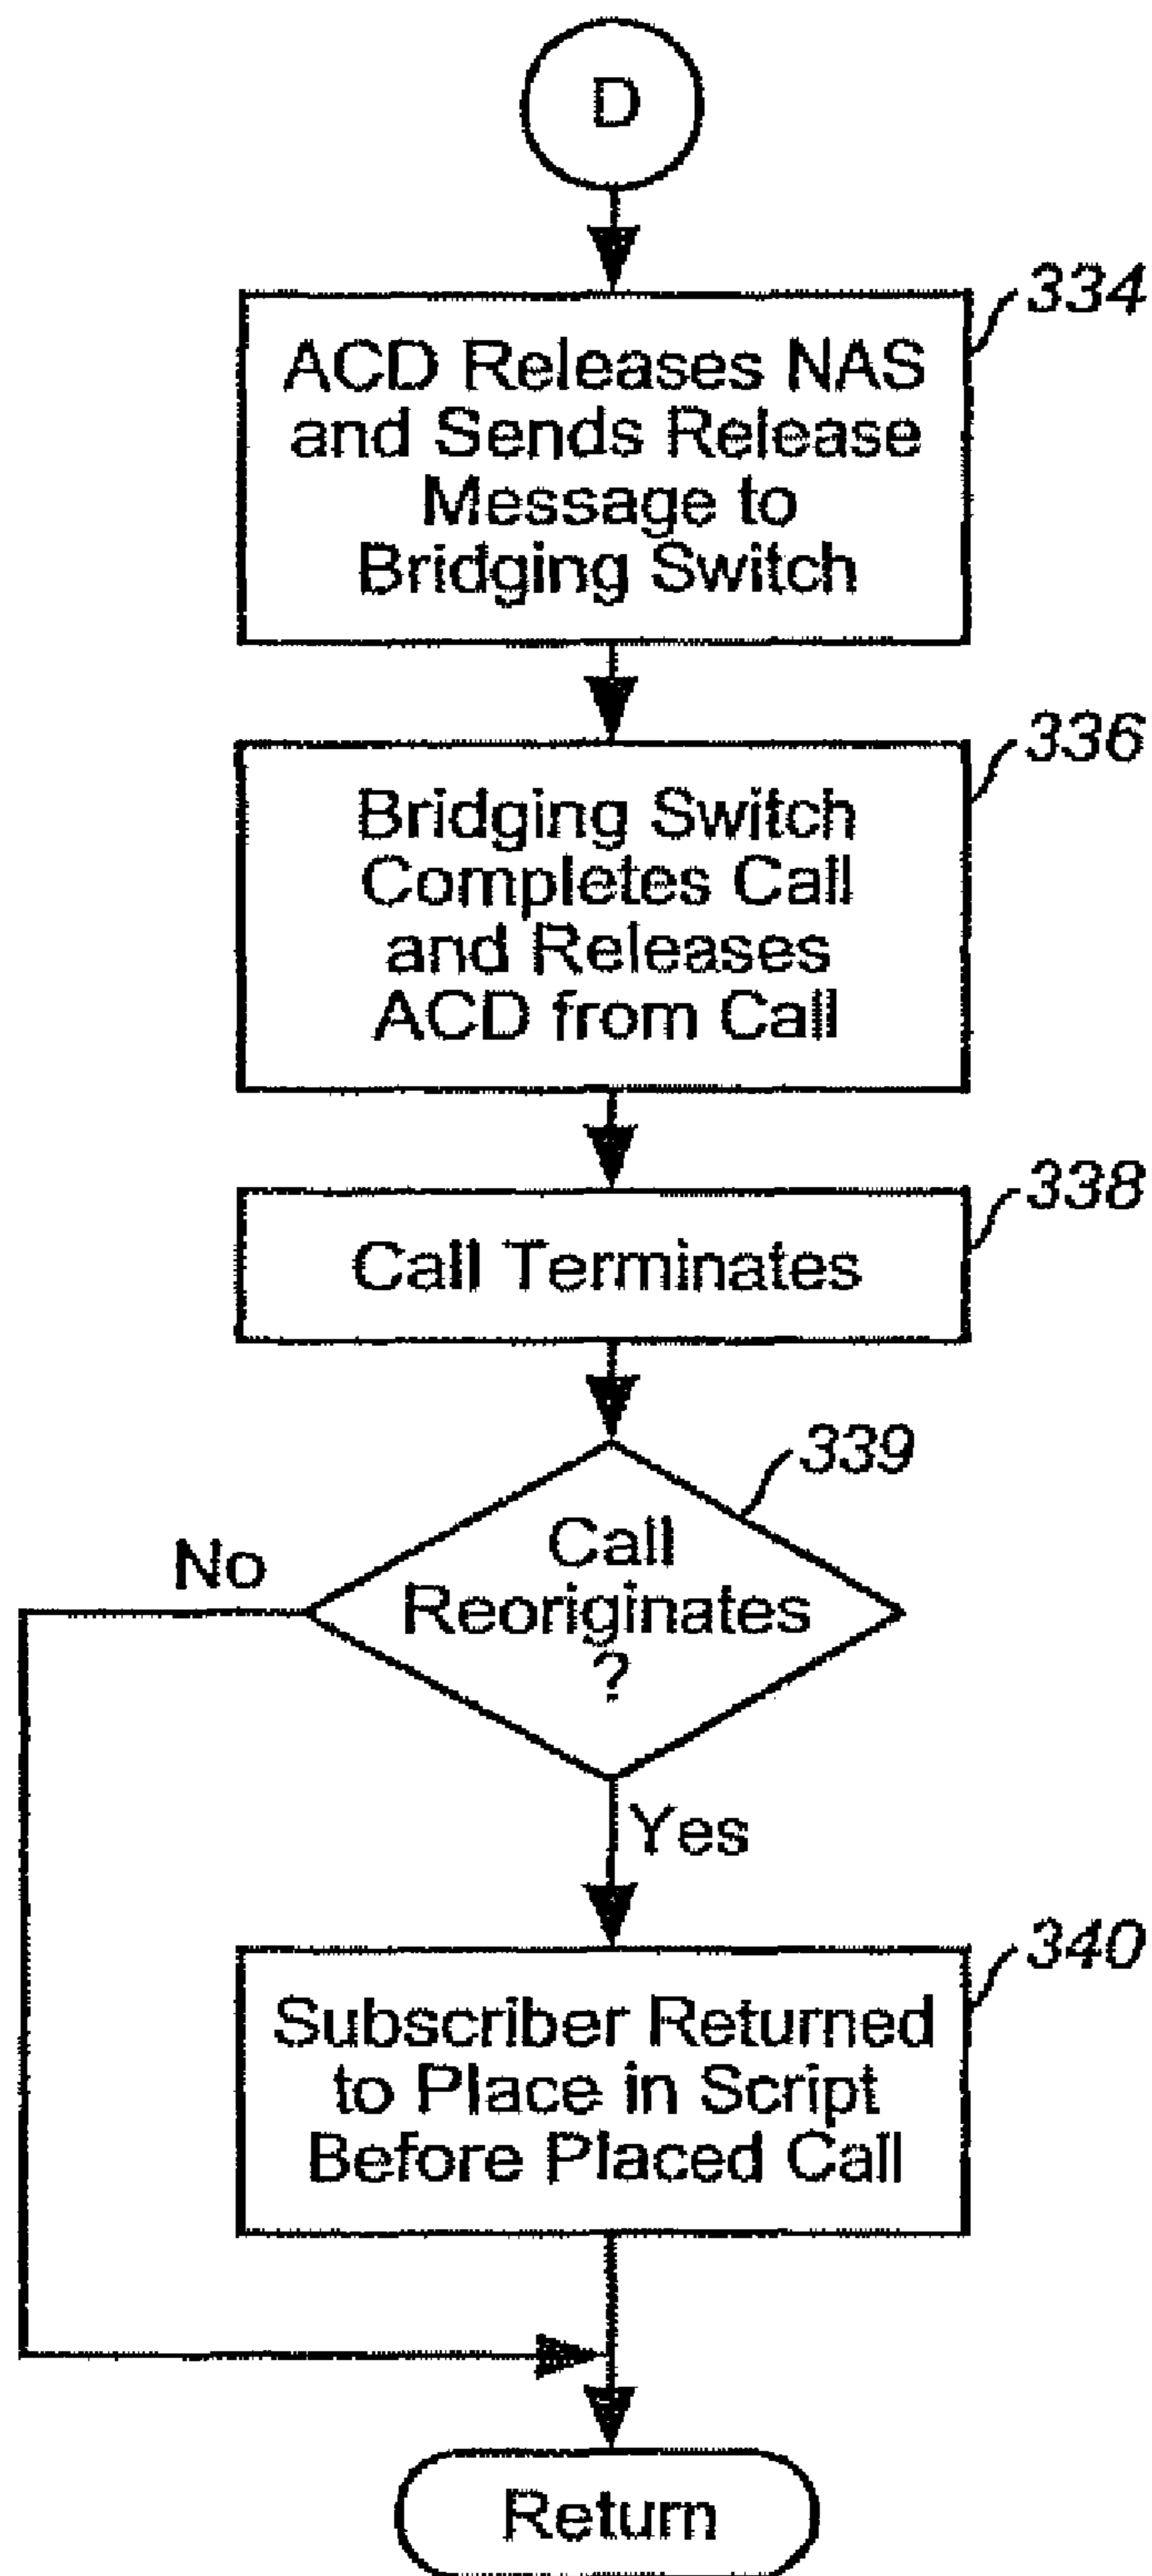 D
334
ACD Releases NAS
and Sends Release
Message to
Bridging Switch
336
Bridging Switch
Completes Call
and Releases
ACD from Call
338
Call Terminates
339
No
Call
Reoriginates
?
Yes
340
Subscriber Returned
to Place in Script
Before Placed Call
Return